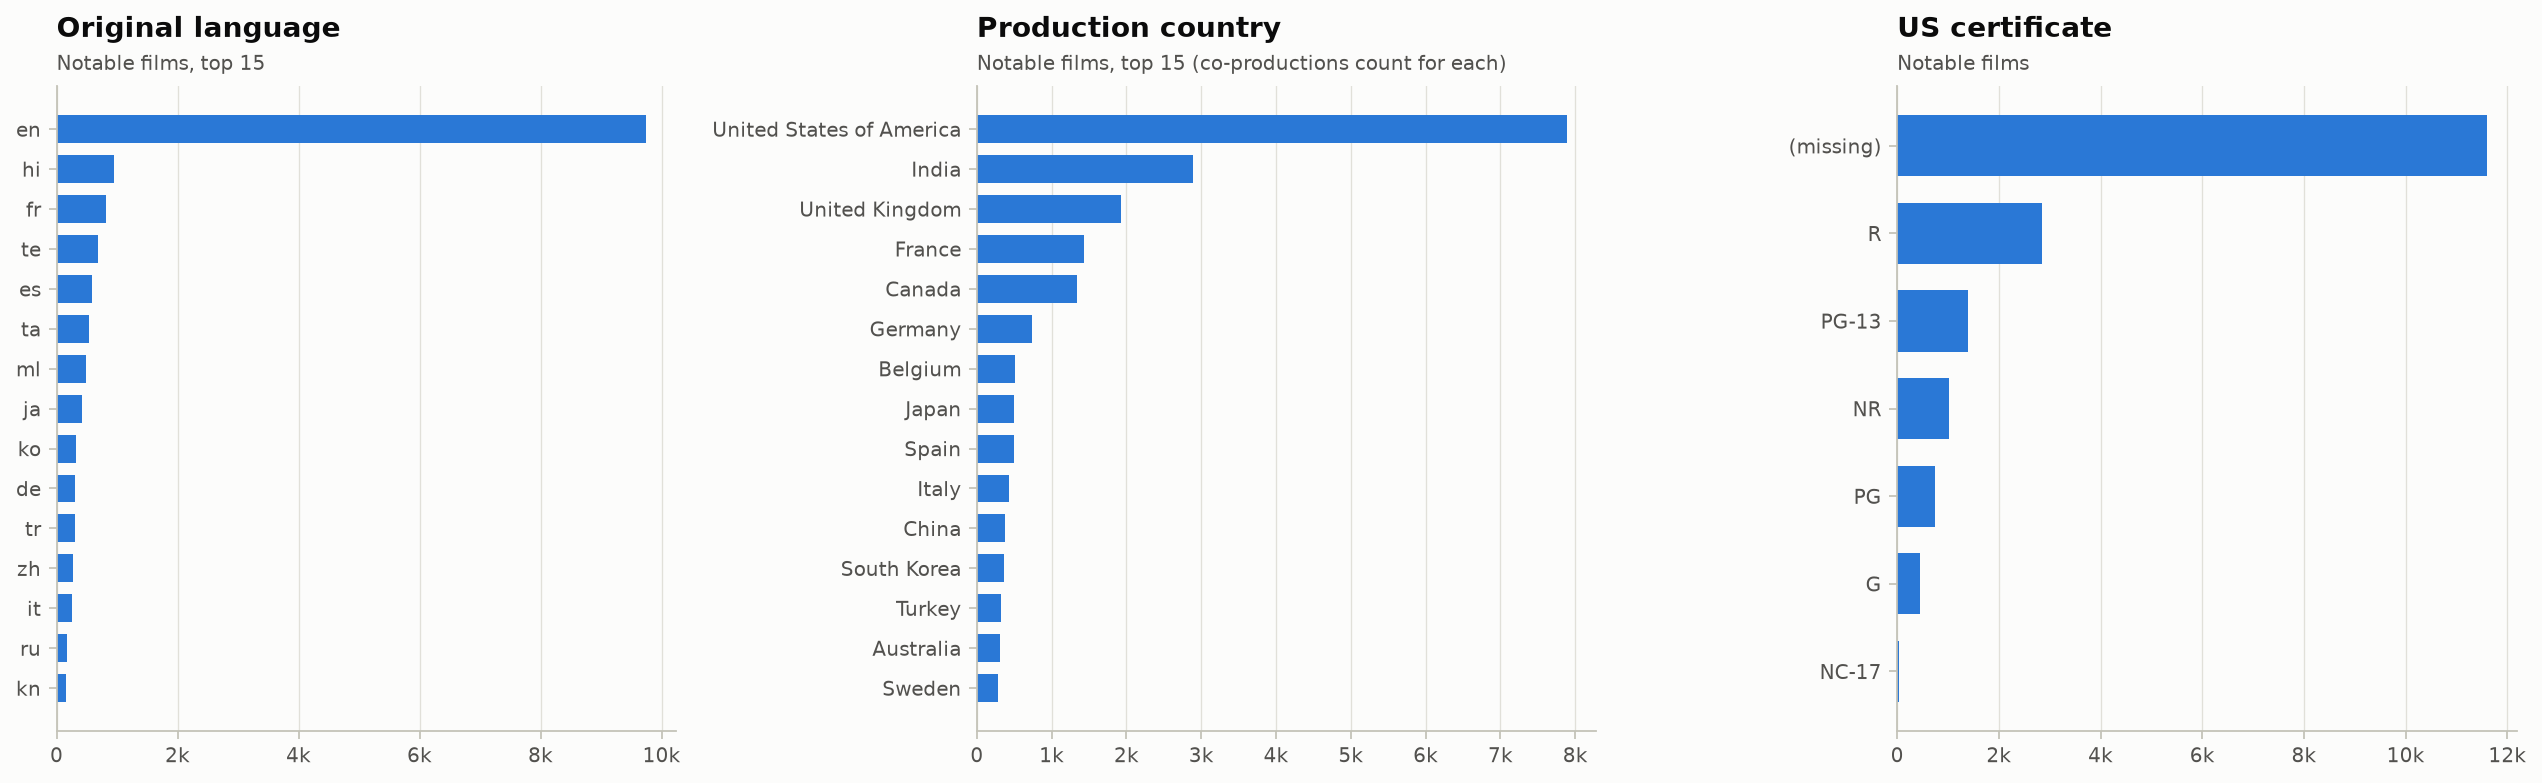 Original language
Notable films, top 15
en
hi
fr
te
es
ta
ml
ja
ko
de
tr
zh
it
ru
kn
0 2k 4k 6k 8k 10k
Production country
Notable films, top 15 (co-productions count for each)
United States of America
India
United Kingdom
France
Canada
Germany
Belgium
Japan
Spain
Italy
China
South Korea
Turkey
Australia
Sweden
0 1k 2k 3k 4k 5k 6k 7k 8k
US certificate
Notable films
(missing)
R
PG-13
NR
PG
G
NC-17
0 2k 4k 6k 8k 10k 12k